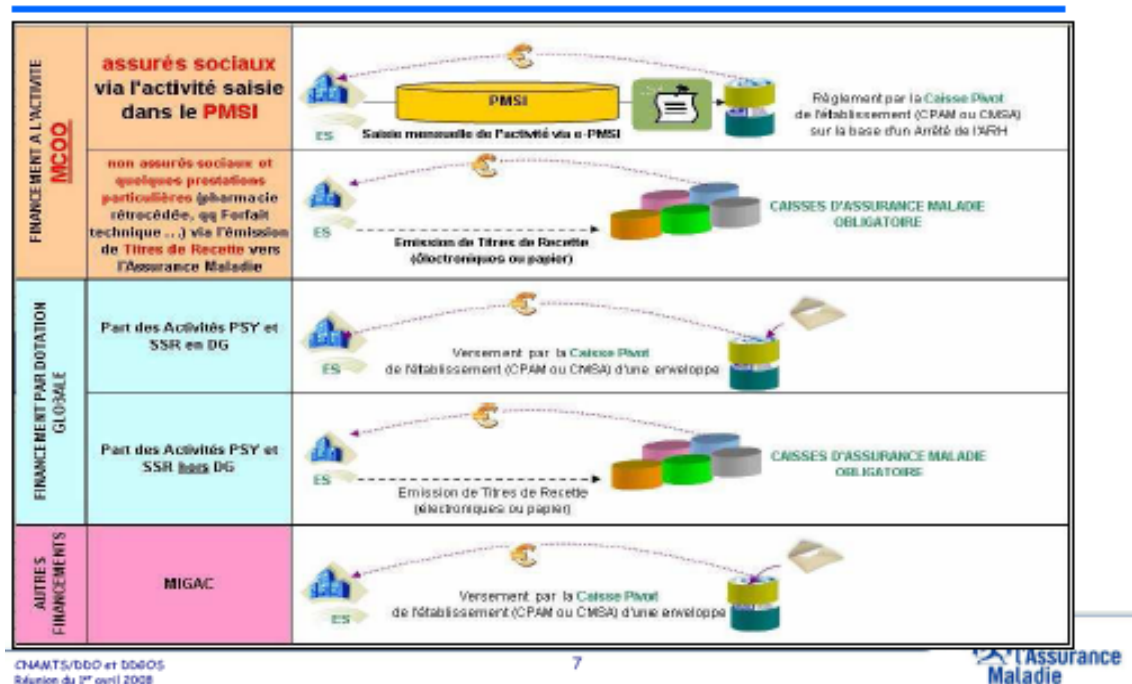 FINANCEMENT A L'ACTIVITE
MCOO
assurés sociaux
via l'activité saisie
dans le PMSI
€
PMSI
ES
Saisie mensuelle de l'activité via e-PMSI
Règlement par la Caisse Pivot
de l'établissement (CPAM ou CMSA)
sur la base d'un Arrêté de l'ARH
non assurés sociaux et
quelques prestations
particulières (pharmacie
rétrocédée, qq Forfait
technique ...) via l'émission
de Titres de Recette vers
l'Assurance Maladie
€
ES
Emission de Titres de Recette
(électroniques ou papier)
CAISSES D'ASSURANCE MALADIE
OBLIGATOIRE
FINANCEMENT PAR DOTATION
GLOBALE
Part des Activités PSY et
SSR en DG
€
ES
Versement par la Caisse Pivot
de l'établissement (CPAM ou CMSA) d'une enveloppe
Part des Activités PSY et
SSR hors DG
€
ES
Emission de Titres de Recette
(électroniques ou papier)
CAISSES D'ASSURANCE MALADIE
OBLIGATOIRE
AUTRES
FINANCEMENTS
MIGAC
€
ES
Versement par la Caisse Pivot
de l'établissement (CPAM ou CMSA) d'une enveloppe
CNAMTS/DDO et DDGOS
Réunion du 1er avril 2008
7
l'Assurance
Maladie